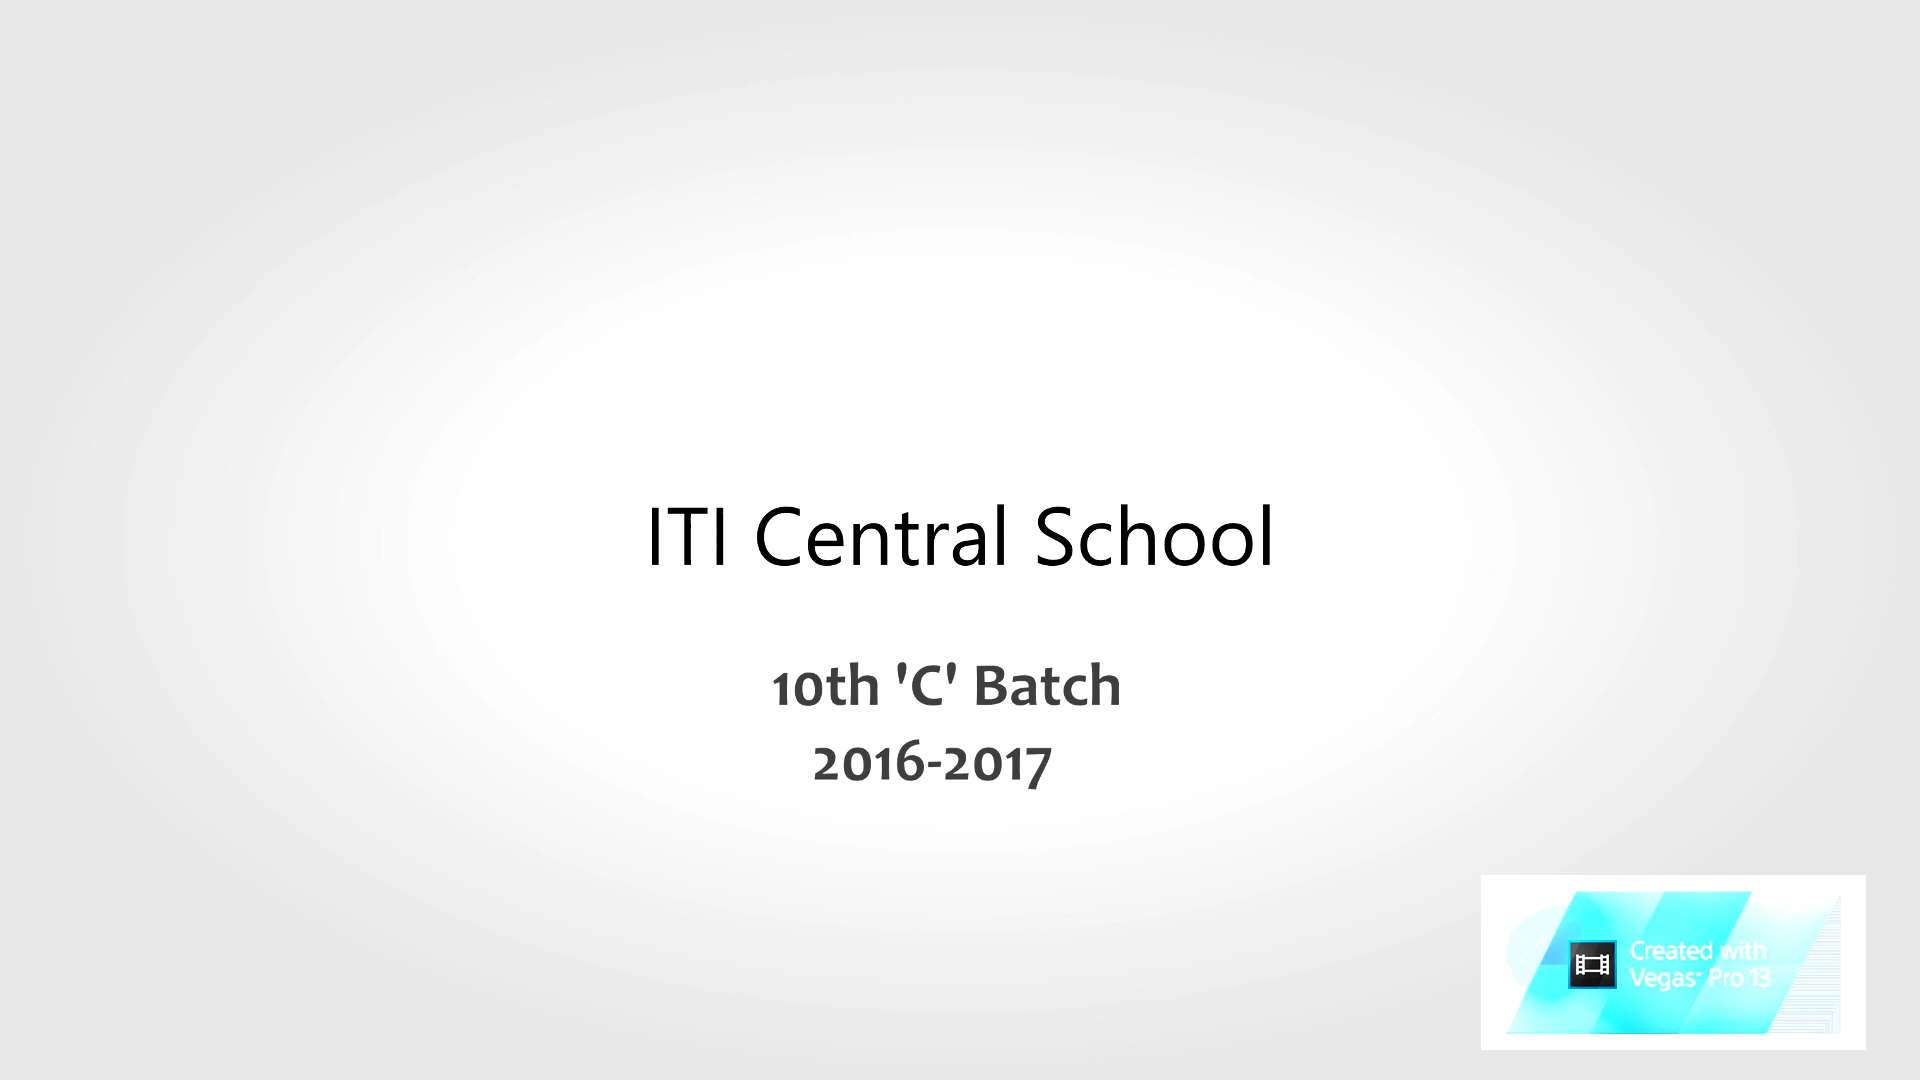 ITI Central School
10th 'C' Batch
2016-2017
Created with
Vegas® Pro 13